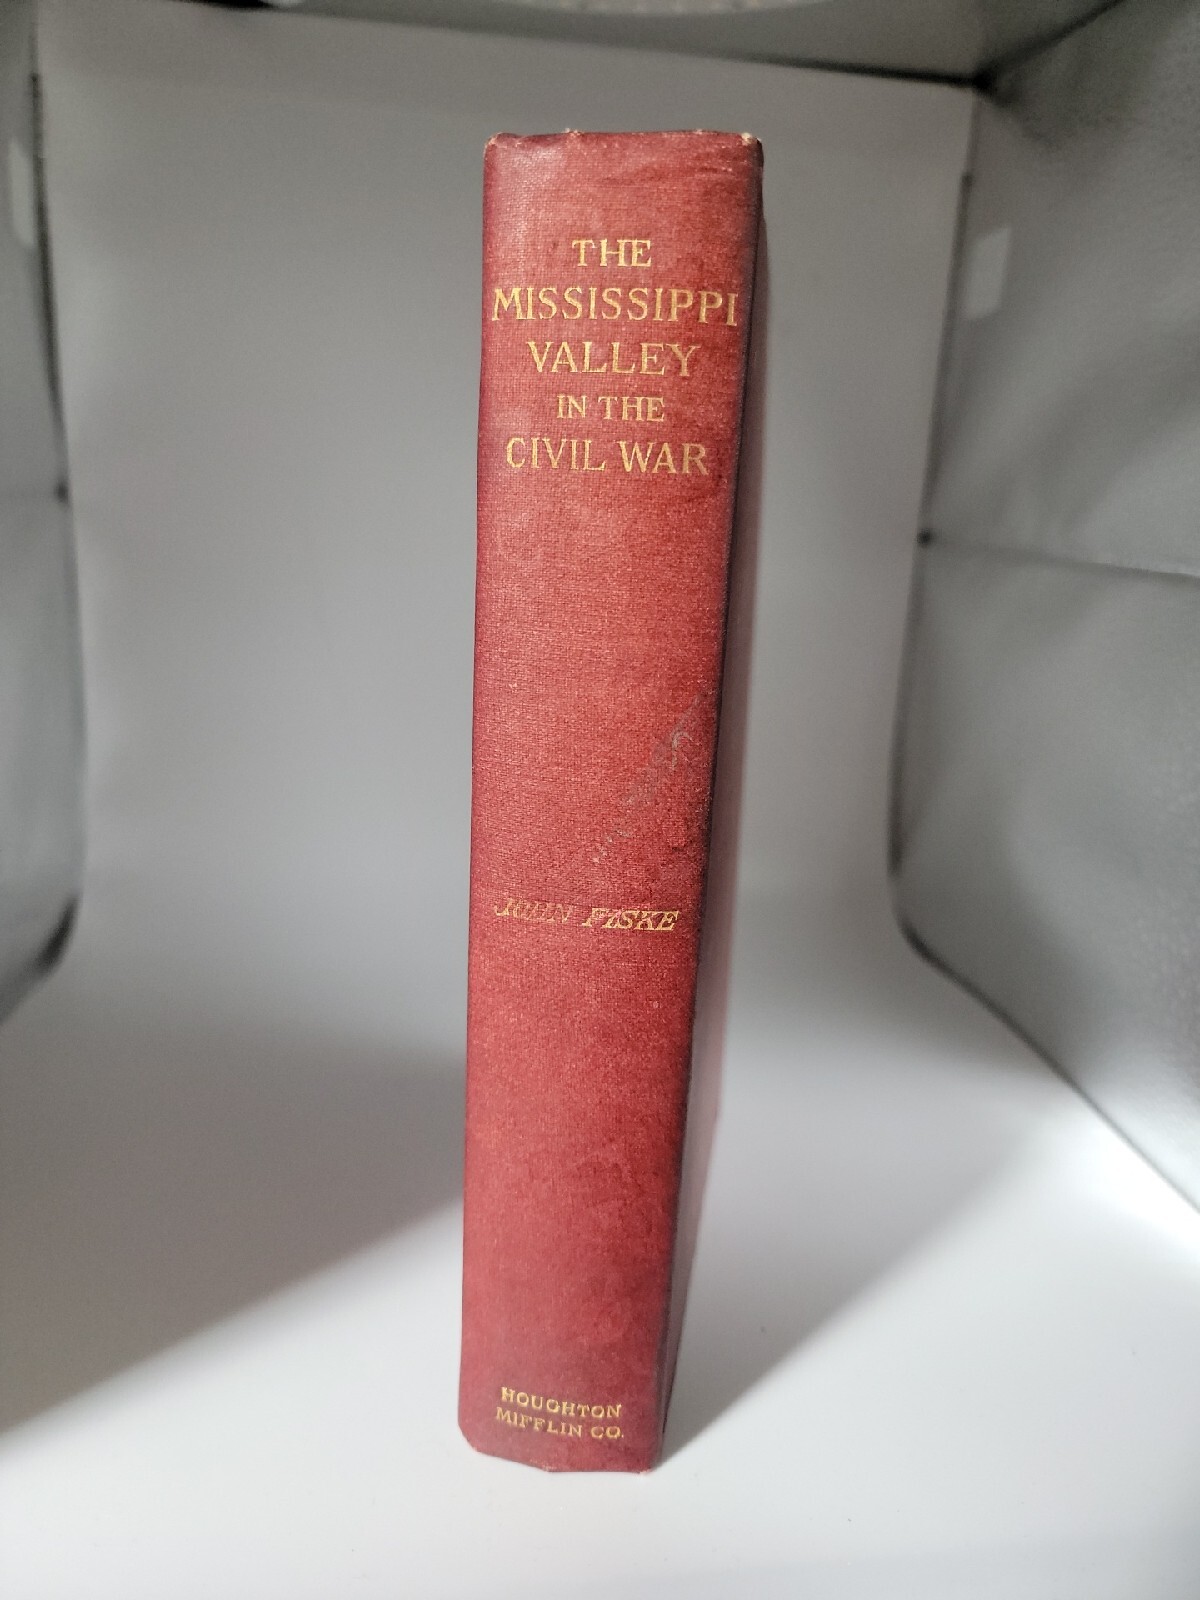 THE
MISSISSIPPI
VALLEY
IN THE
CIVIL WAR
JOHN FISKE
HOUGHTON
MIFFLIN CO.